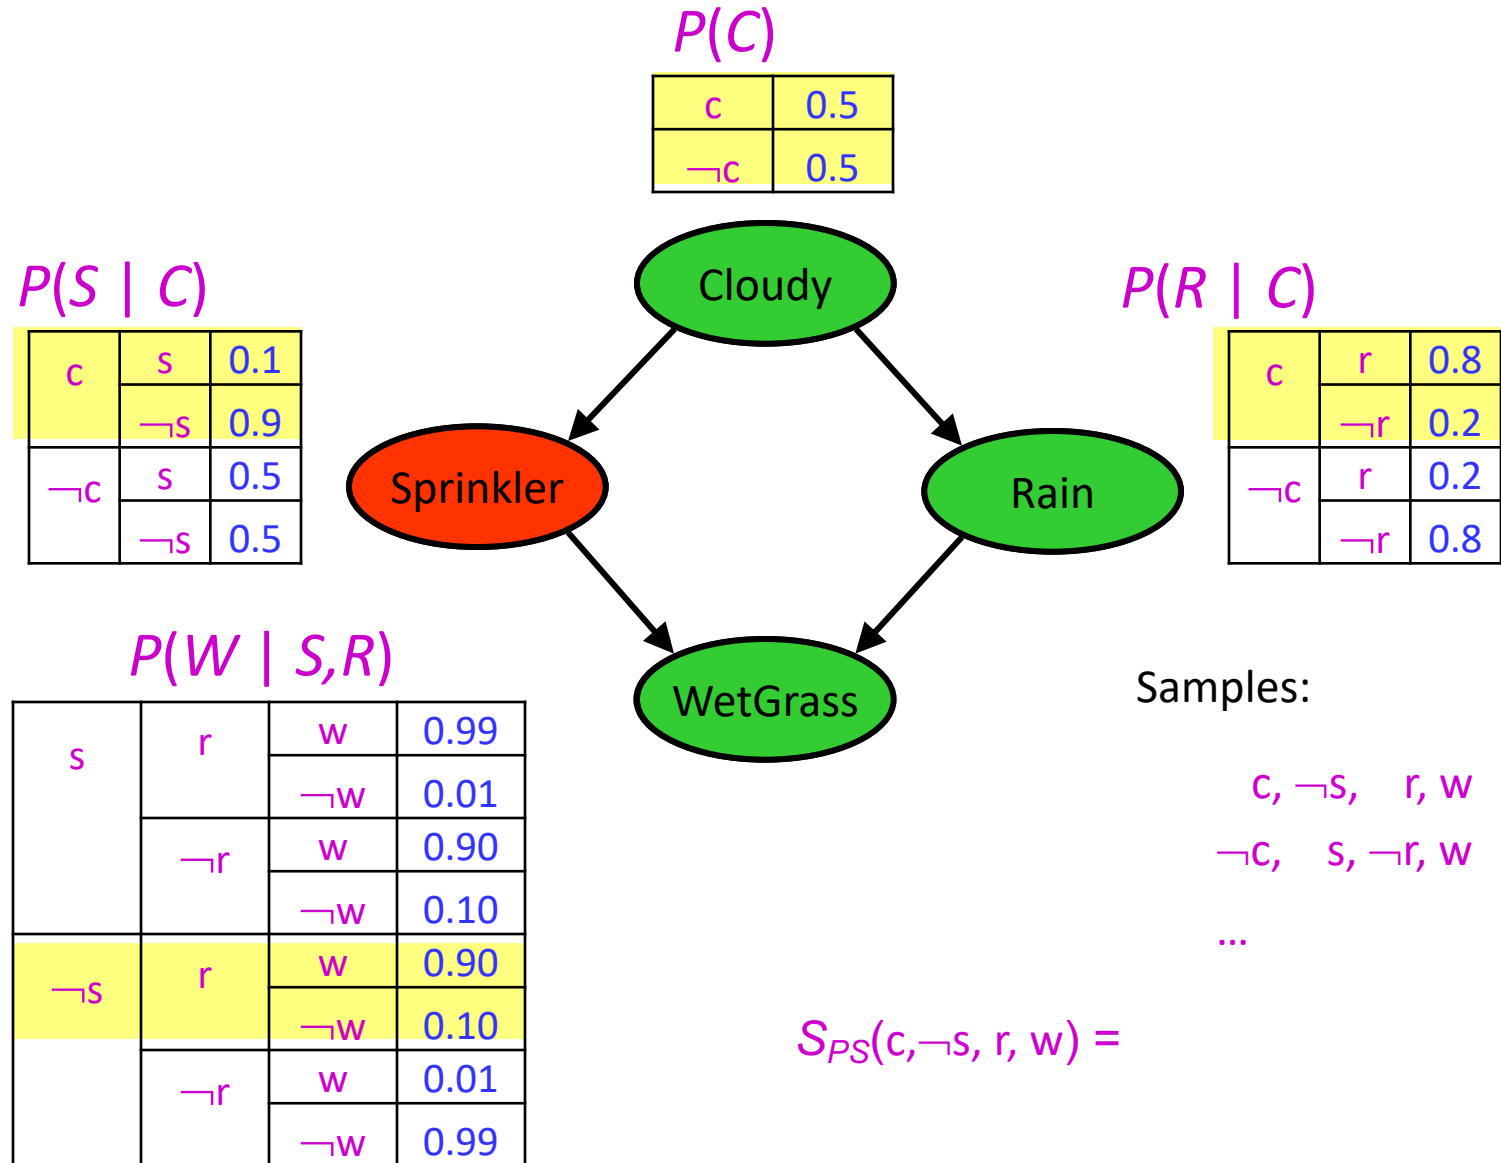 P(C)
c 0.5
¬c 0.5
Cloudy
P(S | C)
c s 0.1
¬s 0.9
¬c s 0.5
¬s 0.5
P(R | C)
c r 0.8
¬r 0.2
¬c r 0.2
¬r 0.8
Sprinkler
Rain
WetGrass
P(W | S,R)
s r w 0.99
¬w 0.01
¬r w 0.90
¬w 0.10
¬s r w 0.90
¬w 0.10
¬r w 0.01
¬w 0.99
Samples:
c, ¬s, r, w
¬c, s, ¬r, w
...
S_PS(c,¬s, r, w) =